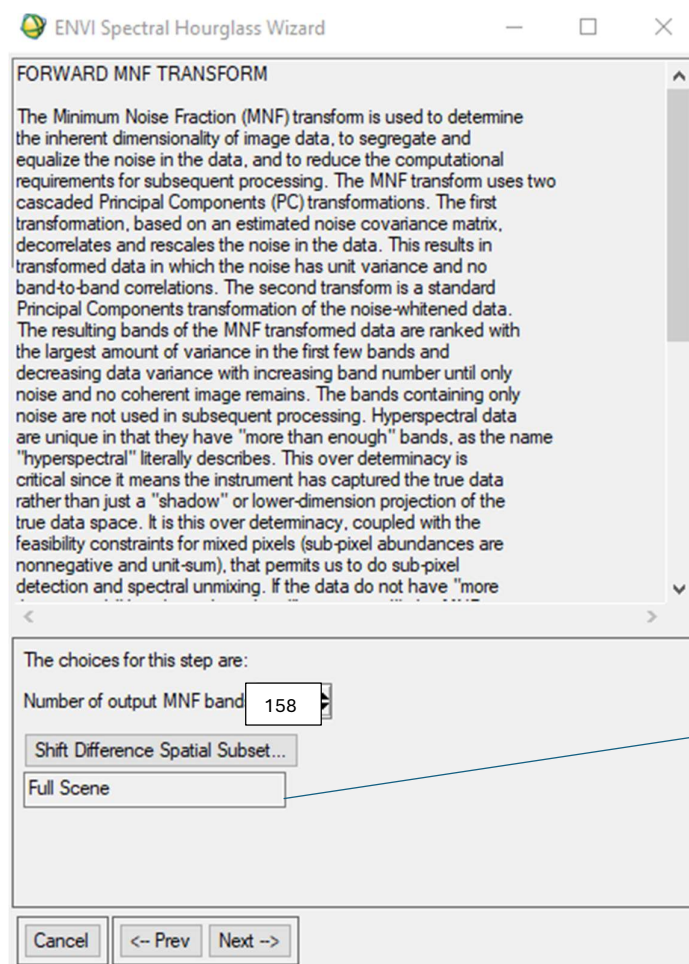 ENVI Spectral Hourglass Wizard
FORWARD MNF TRANSFORM
The Minimum Noise Fraction (MNF) transform is used to determine
the inherent dimensionality of image data, to segregate and
equalize the noise in the data, and to reduce the computational
requirements for subsequent processing. The MNF transform uses two
cascaded Principal Components (PC) transformations. The first
transformation, based on an estimated noise covariance matrix,
decorrelates and rescales the noise in the data. This results in
transformed data in which the noise has unit variance and no
band-to-band correlations. The second transform is a standard
Principal Components transformation of the noise-whitened data.
The resulting bands of the MNF transformed data are ranked with
the largest amount of variance in the first few bands and
decreasing data variance with increasing band number until only
noise and no coherent image remains. The bands containing only
noise are not used in subsequent processing. Hyperspectral data
are unique in that they have "more than enough" bands, as the name
"hyperspectral" literally describes. This over determinacy is
critical since it means the instrument has captured the true data
rather than just a "shadow" or lower-dimension projection of the
true data space. It is this over determinacy, coupled with the
feasibility constraints for mixed pixels (sub-pixel abundances are
nonnegative and unit-sum), that permits us to do sub-pixel
detection and spectral unmixing. If the data do not have "more
The choices for this step are:
Number of output MNF band 158
Shift Difference Spatial Subset...
Full Scene
Cancel <-- Prev Next -->